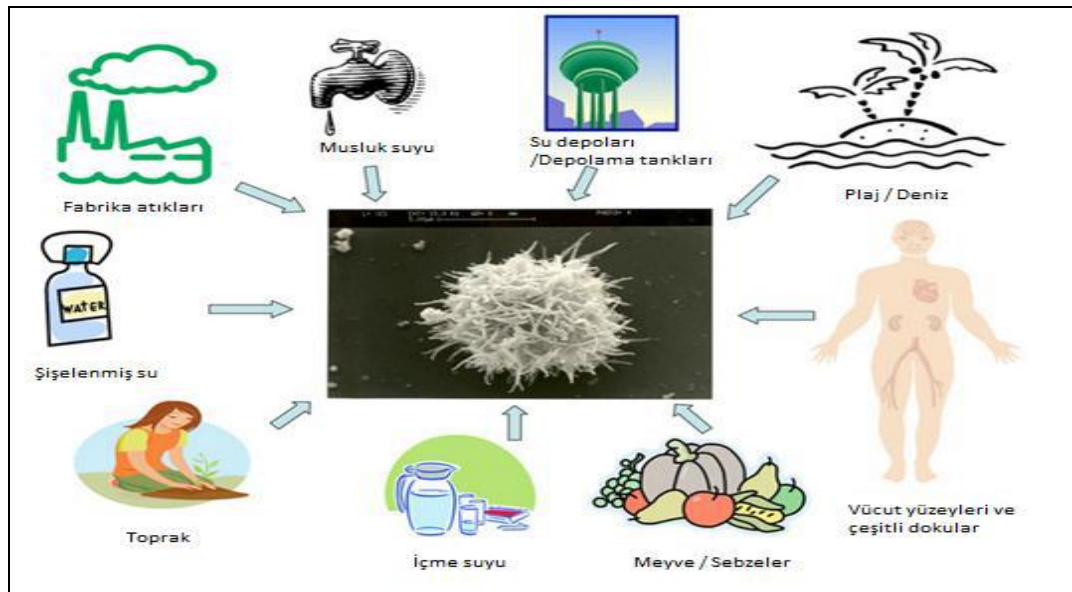 Musluk suyu
Su depoları
/Depolama tankları
Plaj / Deniz
Fabrika atıkları
WATER
Şişelenmiş su
Toprak
İçme suyu
Meyve / Sebzeler
Vücut yüzeyleri ve
çeşitli dokular